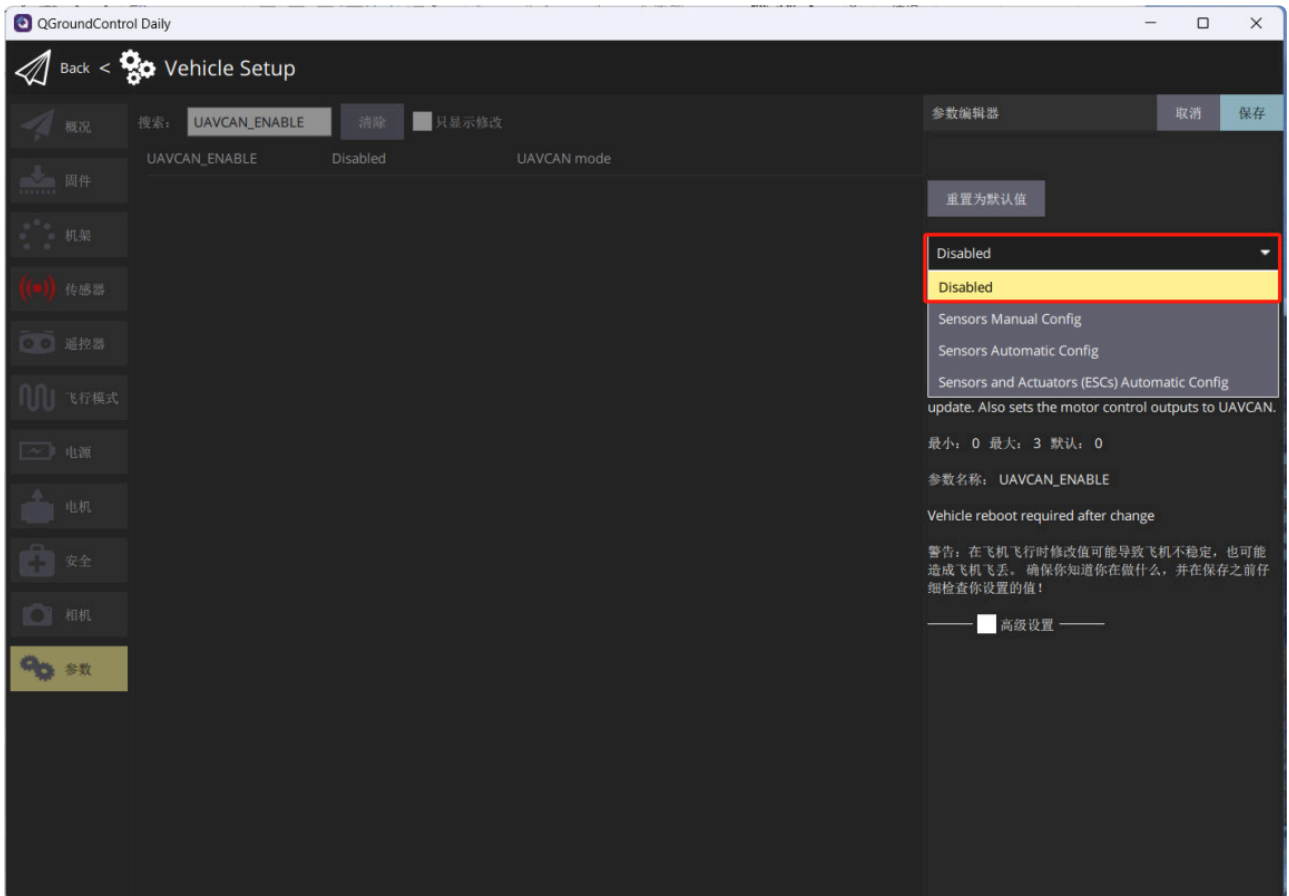 QGroundControl Daily
Back < Vehicle Setup
概况
固件
机架
传感器
遥控器
飞行模式
电源
电机
安全
相机
参数
搜索: UAVCAN_ENABLE 清除 只显示修改
UAVCAN_ENABLE Disabled UAVCAN mode
参数编辑器 取消 保存
重置为默认值
Disabled
Disabled
Sensors Manual Config
Sensors Automatic Config
Sensors and Actuators (ESCs) Automatic Config
update. Also sets the motor control outputs to UAVCAN.
最小: 0 最大: 3 默认: 0
参数名称: UAVCAN_ENABLE
Vehicle reboot required after change
警告: 在飞机飞行时修改值可能导致飞机不稳定, 也可能
造成飞机飞丢。 确保你知道你在做什么, 并在保存之前仔
细检查你设置的值!
高级设置